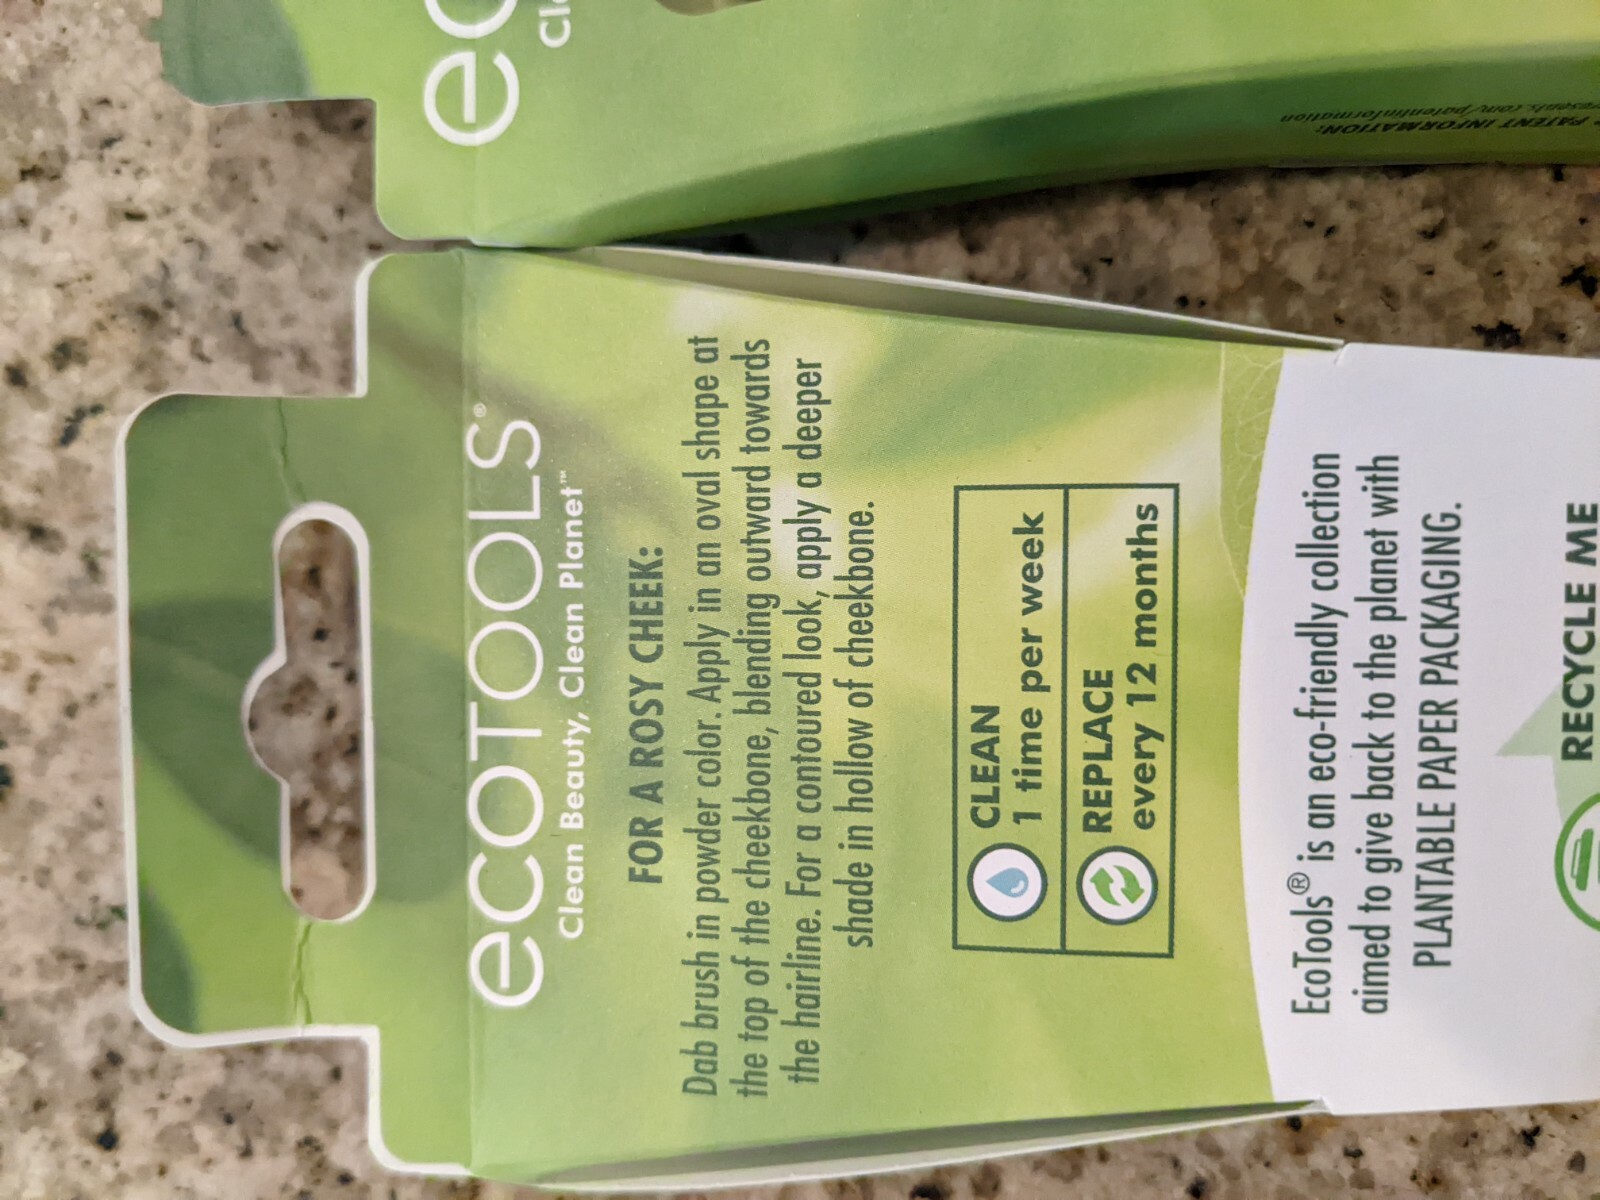 ecoTOOLS®
Clean Beauty, Clean Planet™
FOR A ROSY CHEEK:
Dab brush in powder color. Apply in an oval shape at
the top of the cheekbone, blending outward towards
the hairline. For a contoured look, apply a deeper
shade in hollow of cheekbone.
CLEAN
1 time per week
REPLACE
every 12 months
EcoTools® is an eco-friendly collection
aimed to give back to the planet with
PLANTABLE PAPER PACKAGING.
RECYCLE ME
PATENT INFORMATION: